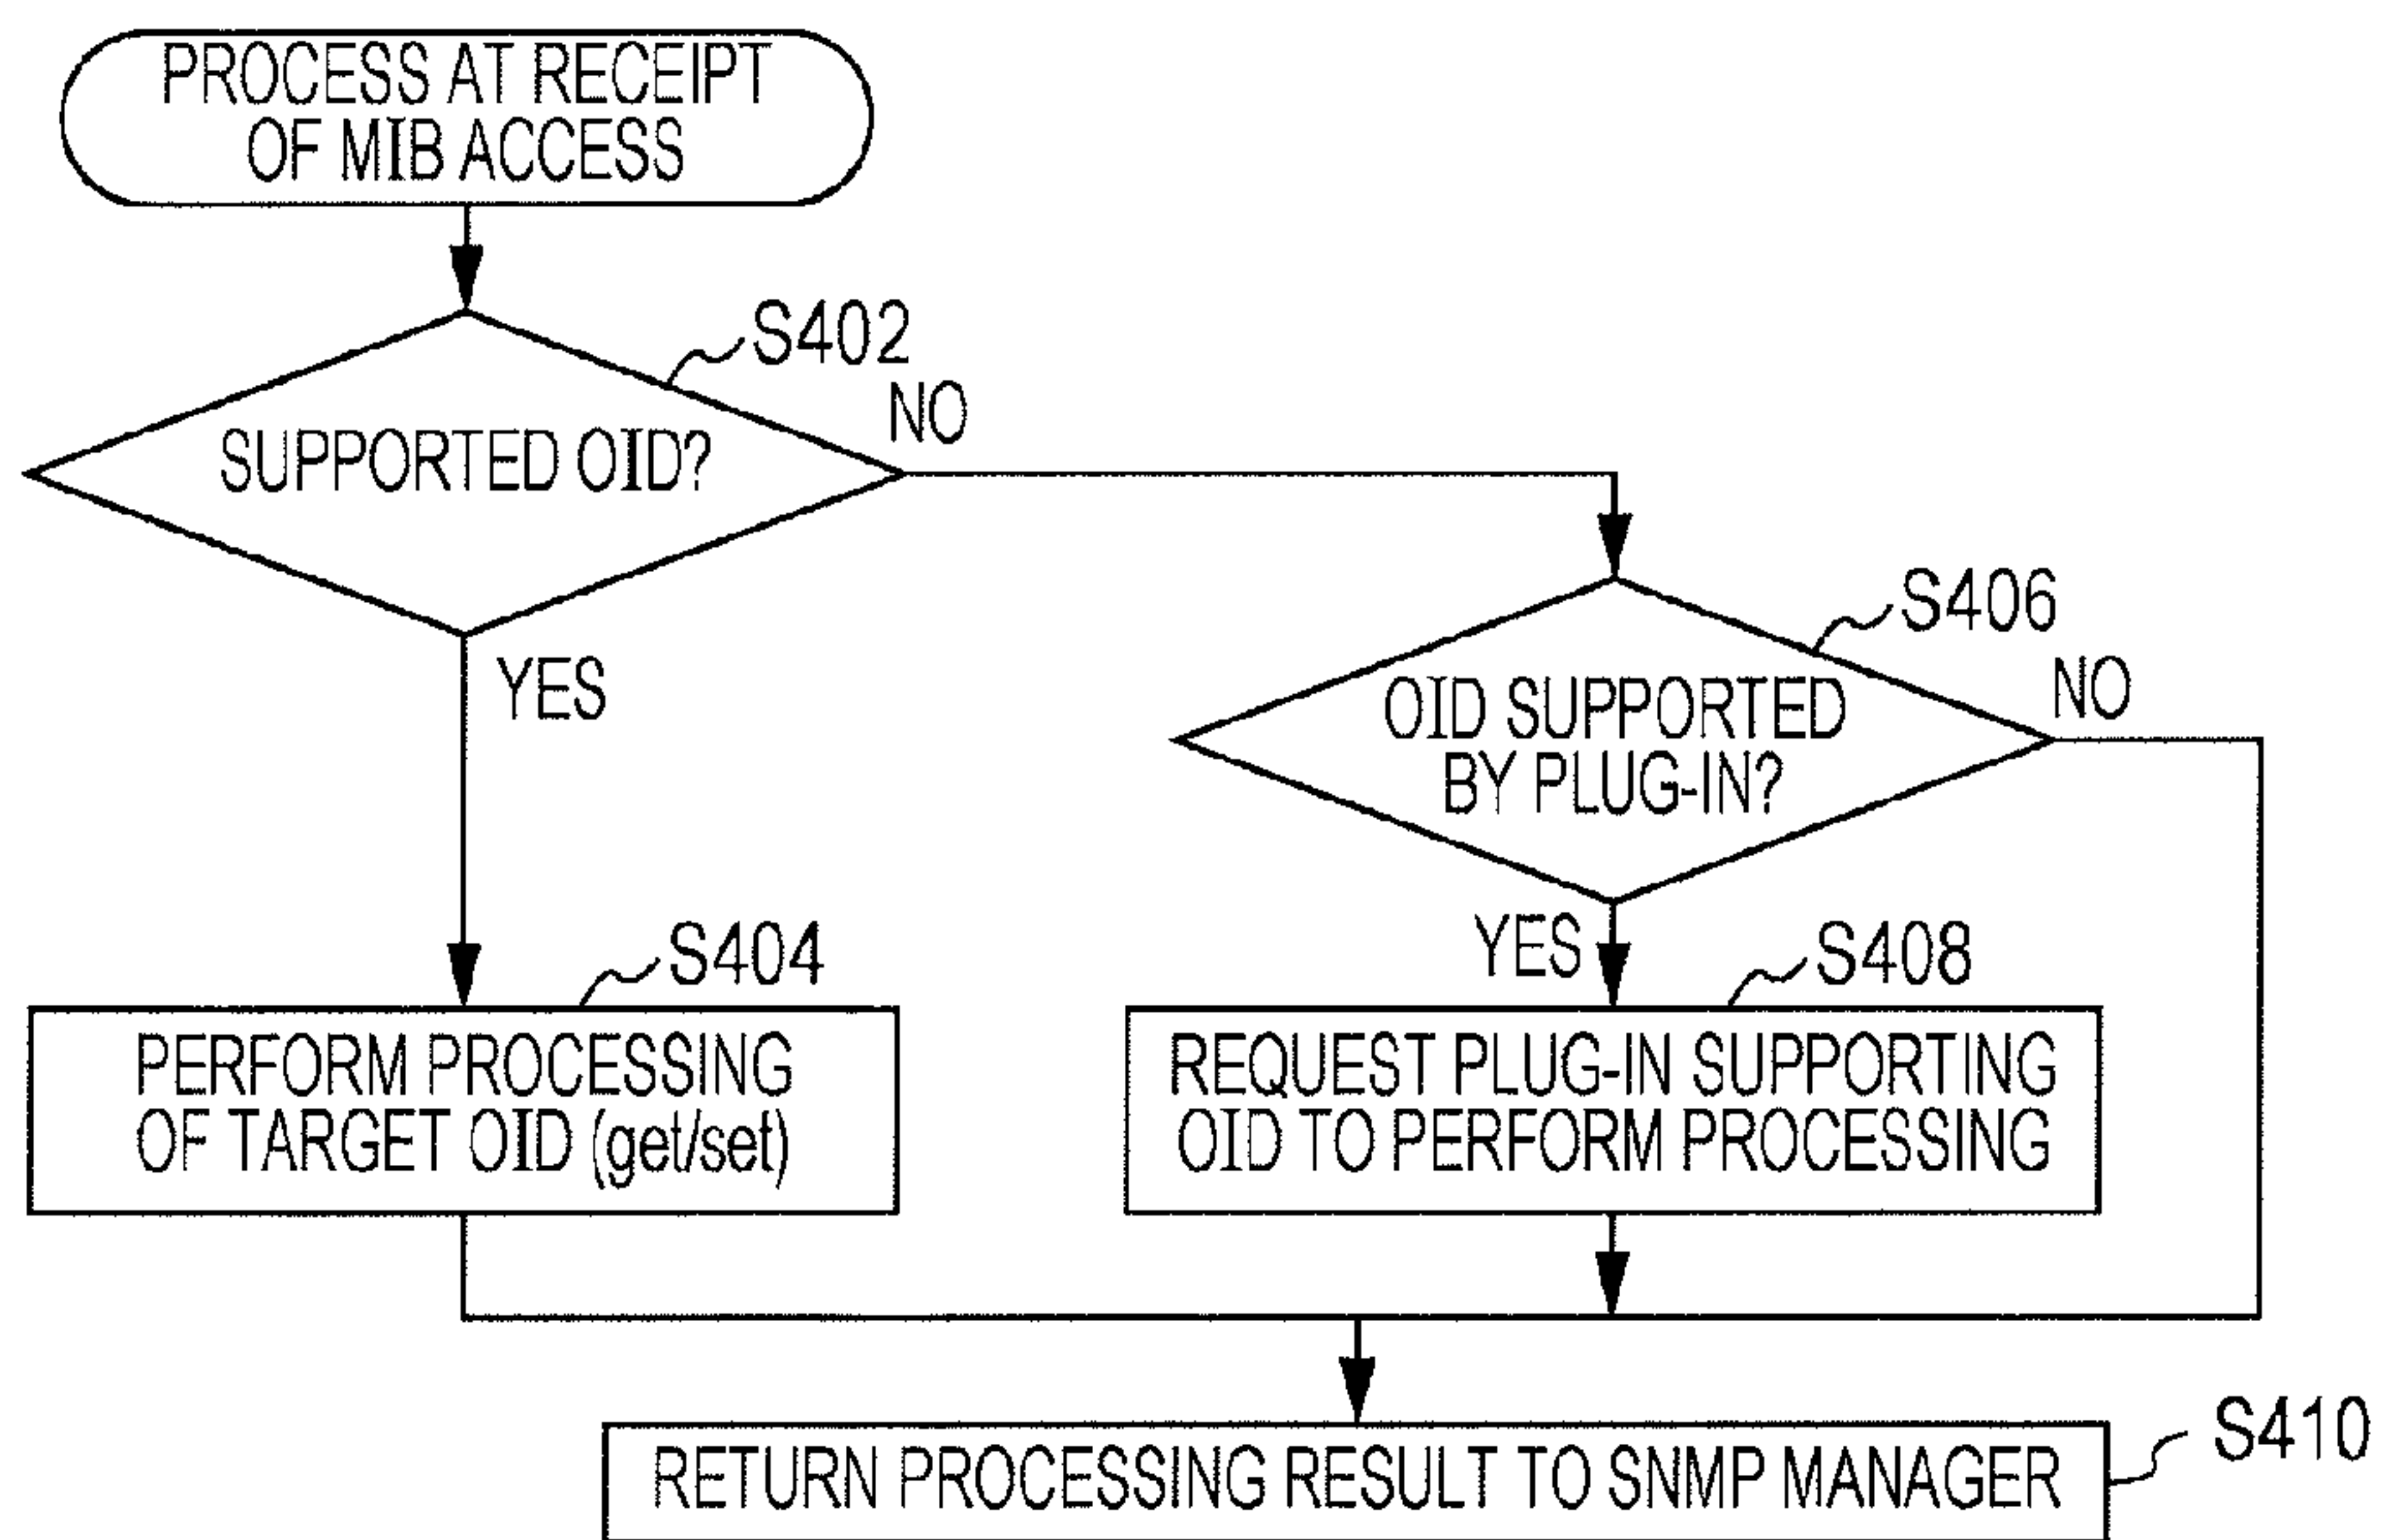 PROCESS AT RECEIPT
OF MIB ACCESS
S402
NO
SUPPORTED OID?
YES
S406
NO
OID SUPPORTED
BY PLUG-IN?
YES
S404
S408
PERFORM PROCESSING
OF TARGET OID (get/set)
REQUEST PLUG-IN SUPPORTING
OID TO PERFORM PROCESSING
S410
RETURN PROCESSING RESULT TO SNMP MANAGER